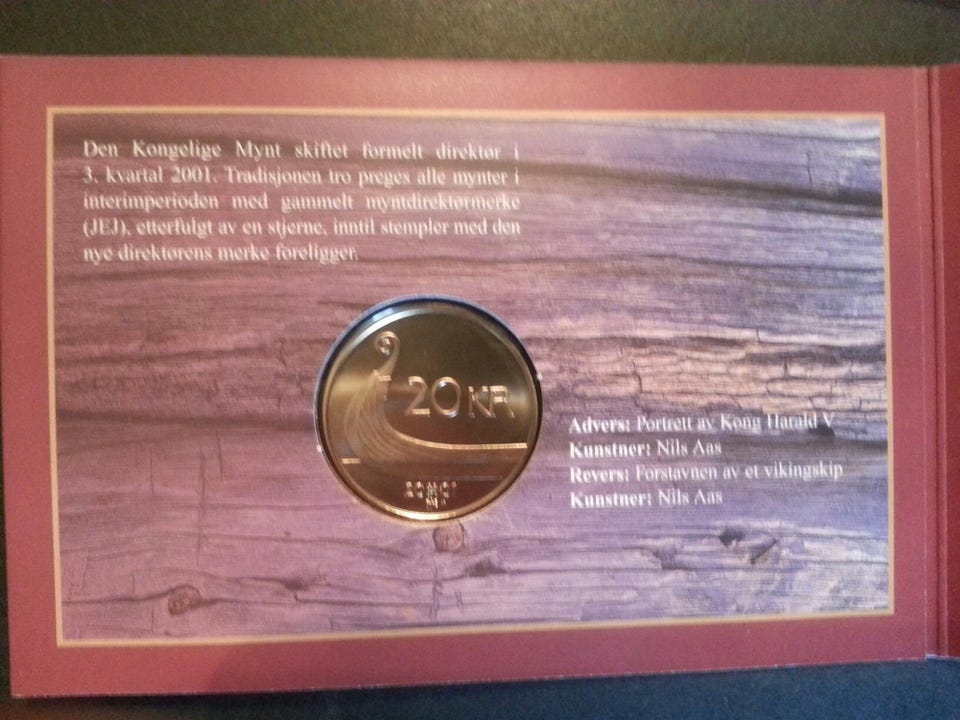 Den Kongelige Mynt skiftet formelt direktør i
3. kvartal 2001. Tradisjonen tro preges alle mynter i
interimperioden med gammelt myntdirektørmerke
(JEJ), etterfulgt av en stjerne, inntil stempler med den
nye direktørens merke foreligger.
20 KR
2001
Advers: Portrett av Kong Harald V
Kunstner: Nils Aas
Revers: Forstavnen av et vikingskip
Kunstner: Nils Aas